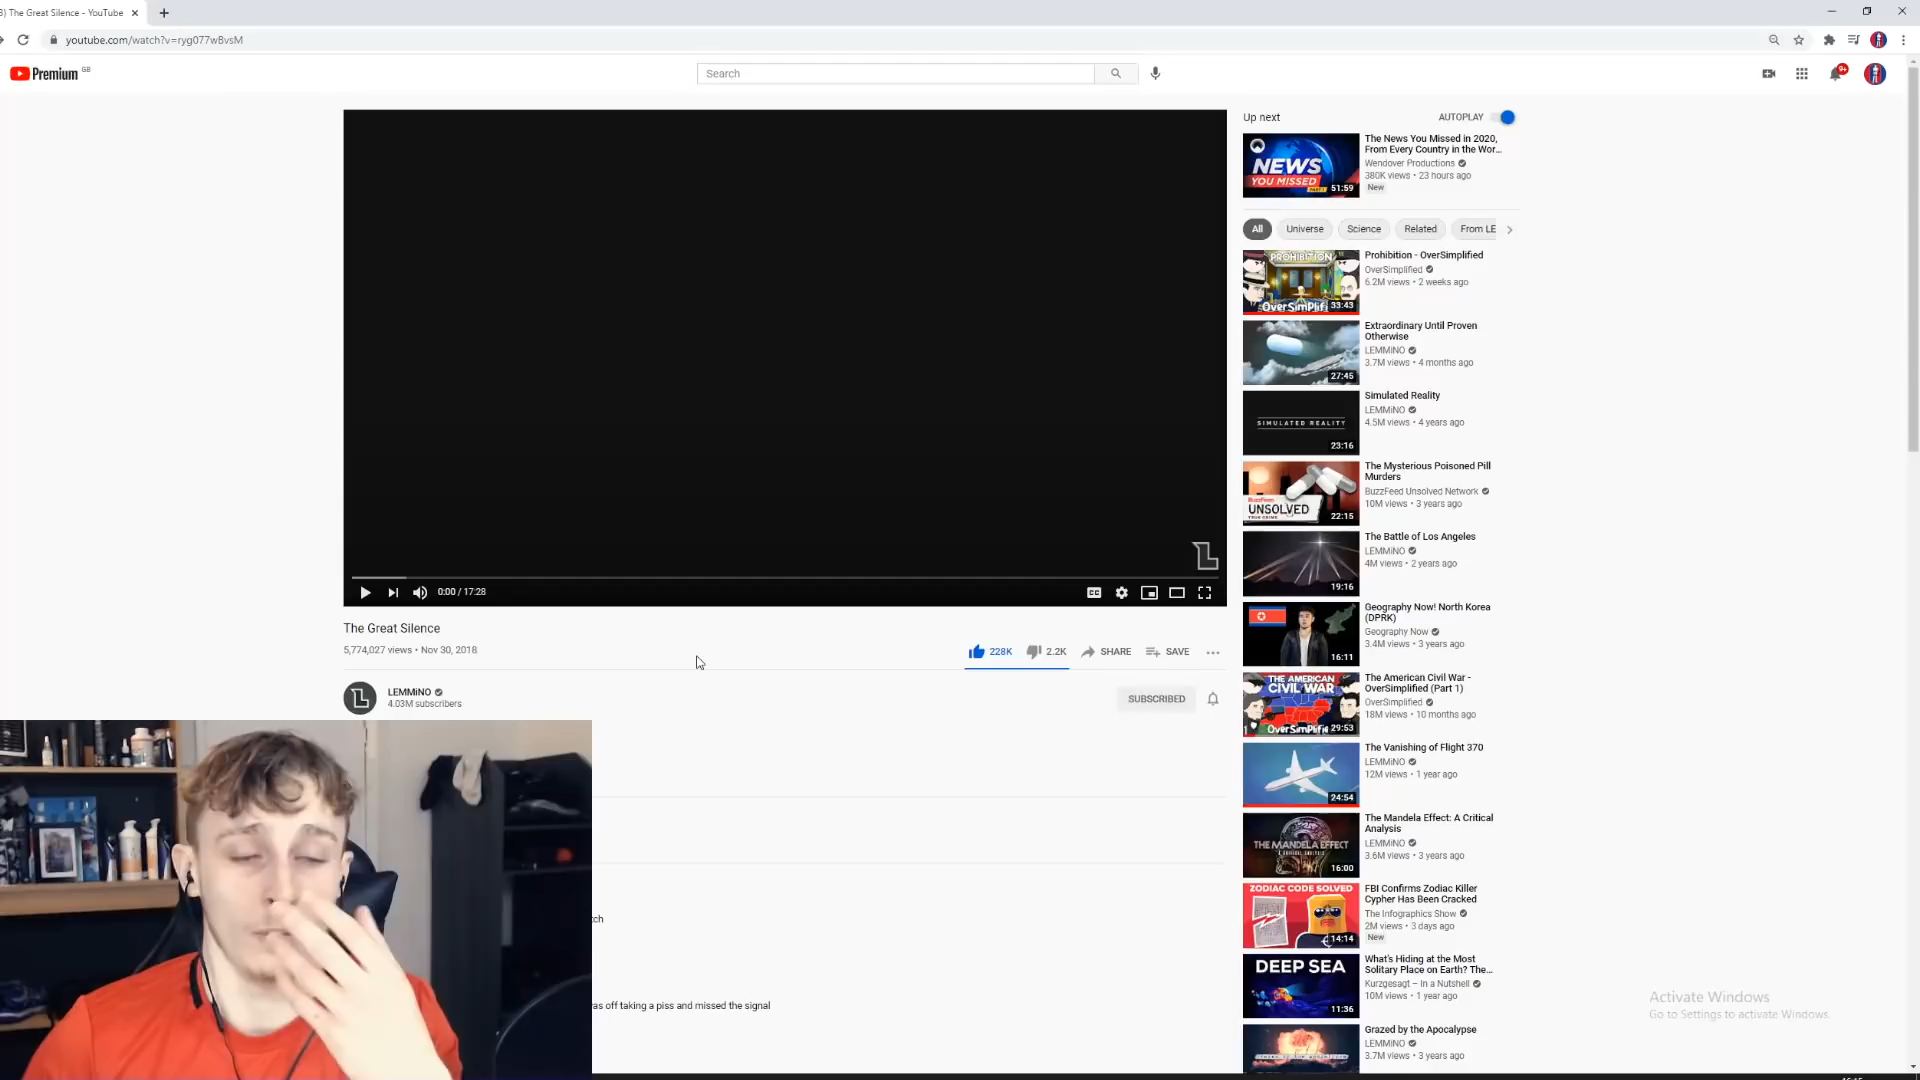 The Great Silence - YouTube
youtube.com/watch?v=ryg077wBvsM
Premium GB
Search
9+
0:00 / 17:28
The Great Silence
5,774,027 views • Nov 30, 2018
228K
2.2K
SHARE
SAVE
LEMMiNO
4.03M subscribers
SUBSCRIBED
was off taking a piss and missed the signal
Up next
AUTOPLAY
NEWS
YOU MISSED
51:59
The News You Missed in 2020,
From Every Country in the Wor...
Wendover Productions
380K views • 23 hours ago
New
All
Universe
Science
Related
From LE
PROHIBITION
33:43
Prohibition - OverSimplified
OverSimplified
6.2M views • 2 weeks ago
27:45
Extraordinary Until Proven
Otherwise
LEMMiNO
3.7M views • 4 months ago
SIMULATED REALITY
23:16
Simulated Reality
LEMMiNO
4.5M views • 4 years ago
BuzzFeed
UNSOLVED
TRUE CRIME
22:15
The Mysterious Poisoned Pill
Murders
BuzzFeed Unsolved Network
10M views • 3 years ago
19:16
The Battle of Los Angeles
LEMMiNO
4M views • 2 years ago
16:11
Geography Now! North Korea
(DPRK)
Geography Now
3.4M views • 3 years ago
THE AMERICAN
CIVIL WAR
29:53
The American Civil War -
OverSimplified (Part 1)
OverSimplified
18M views • 10 months ago
24:54
The Vanishing of Flight 370
LEMMiNO
12M views • 1 year ago
THE MANDELA EFFECT
16:00
The Mandela Effect: A Critical
Analysis
LEMMiNO
3.6M views • 3 years ago
ZODIAC CODE SOLVED
14:14
FBI Confirms Zodiac Killer
Cypher Has Been Cracked
The Infographics Show
2M views • 3 days ago
New
DEEP SEA
11:36
What's Hiding at the Most
Solitary Place on Earth? The...
Kurzgesagt – In a Nutshell
10M views • 1 year ago
Grazed by the Apocalypse
LEMMiNO
3.7M views • 3 years ago
Activate Windows
Go to Settings to activate Windows.